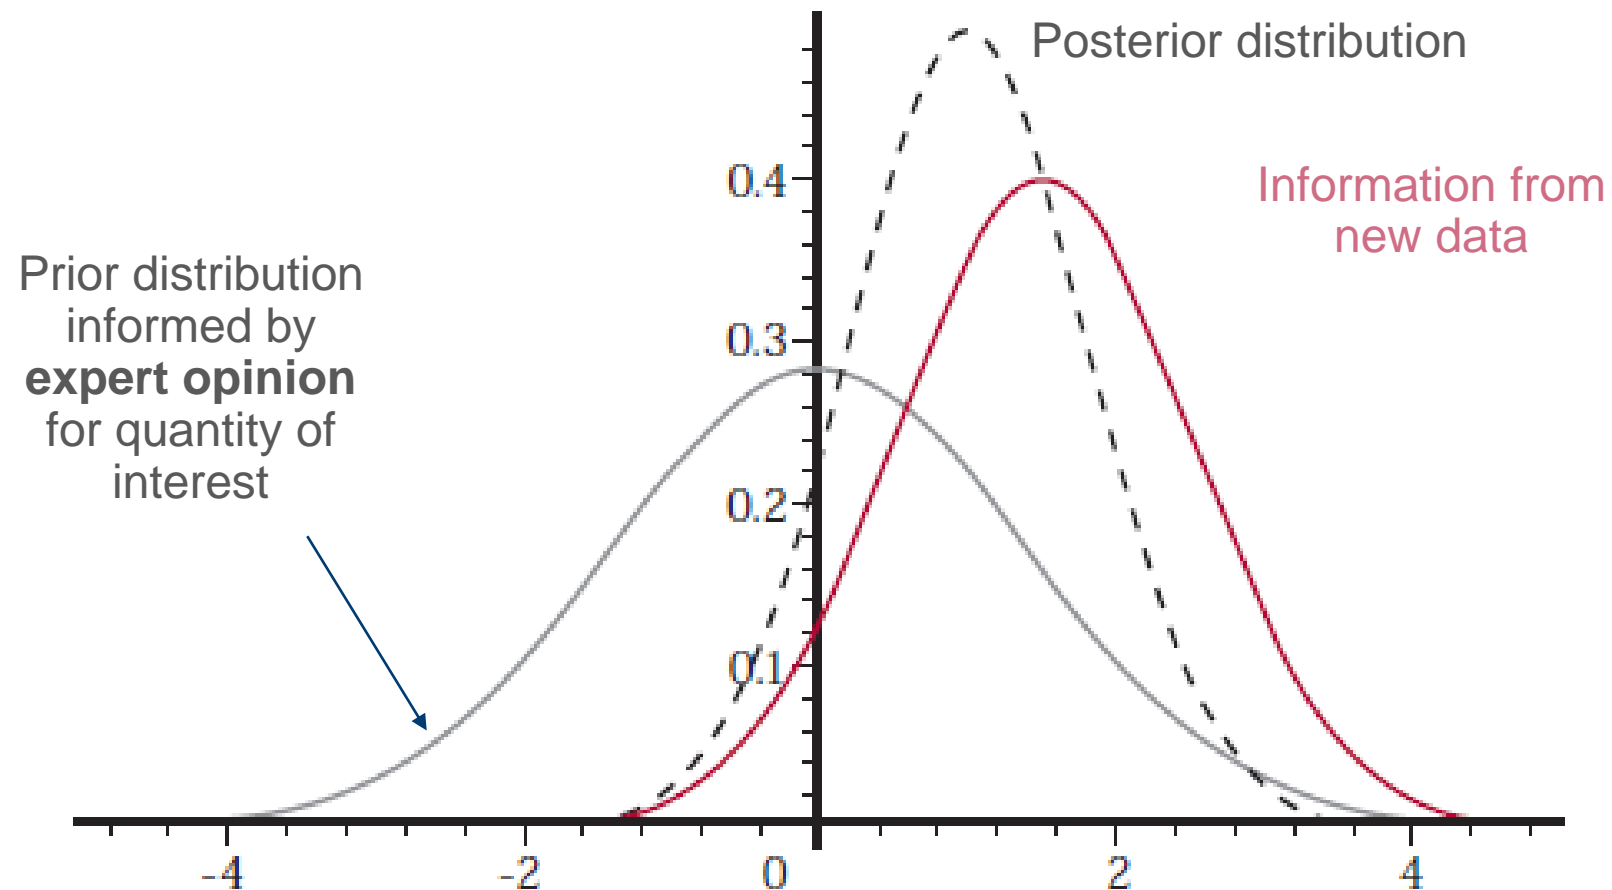 Posterior distribution
Information from
new data
Prior distribution
informed by
expert opinion
for quantity of
interest
0.4
0.3
0.2
0.1
-4
-2
0
2
4